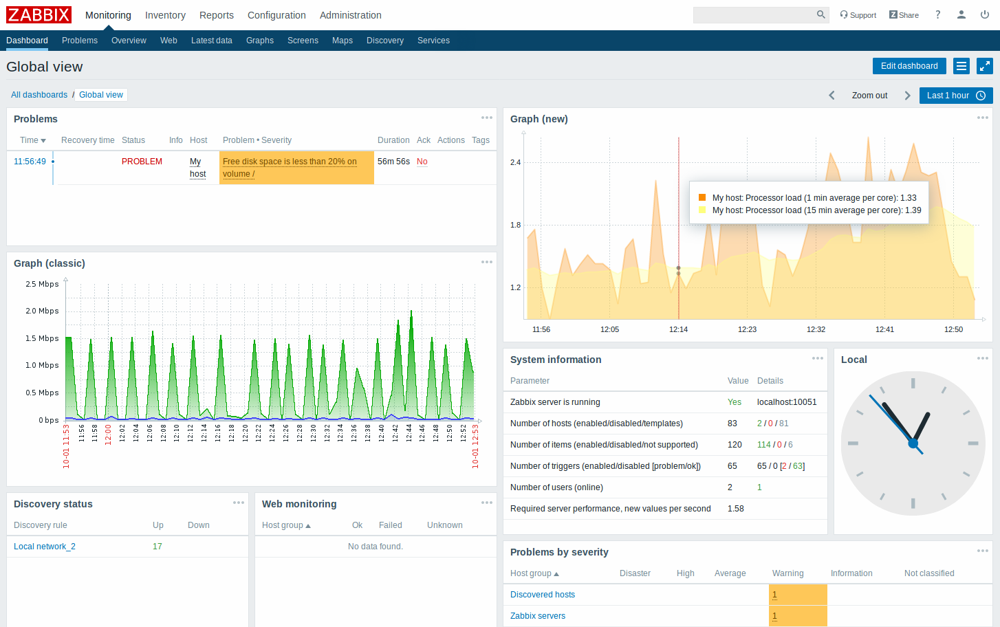 ZABBIX Monitoring Inventory Reports Configuration Administration Support Z Share ?
Dashboard Problems Overview Web Latest data Graphs Screens Maps Discovery Services
Global view Edit dashboard
All dashboards / Global view Zoom out Last 1 hour
Problems
Time Recovery time Status Info Host Problem • Severity Duration Ack Actions Tags
11:56:49 PROBLEM My host Free disk space is less than 20% on volume / 56m 56s No
Graph (new)
2.4
1.8
1.2
My host: Processor load (1 min average per core): 1.33
My host: Processor load (15 min average per core): 1.39
11:56 12:05 12:14 12:23 12:32 12:41 12:50
Graph (classic)
2.5 Mbps
2.0 Mbps
1.5 Mbps
1.0 Mbps
0.5 Mbps
0 bps
10-01 11:53 11:56 11:58 12:00 12:02 12:04 12:06 12:08 12:10 12:12 12:14 12:16 12:18 12:20 12:22 12:24 12:26 12:28 12:30 12:32 12:34 12:36 12:38 12:40 12:42 12:44 12:46 12:48 12:50 12:52 10-01 12:53
System information
Parameter Value Details
Zabbix server is running Yes localhost:10051
Number of hosts (enabled/disabled/templates) 83 2 / 0 / 81
Number of items (enabled/disabled/not supported) 120 114 / 0 / 6
Number of triggers (enabled/disabled [problem/ok]) 65 65 / 0 [2 / 63]
Number of users (online) 2 1
Required server performance, new values per second 1.58
Local
Discovery status
Discovery rule Up Down
Local network_2 17
Web monitoring
Host group Ok Failed Unknown
No data found.
Problems by severity
Host group Disaster High Average Warning Information Not classified
Discovered hosts 1
Zabbix servers 1